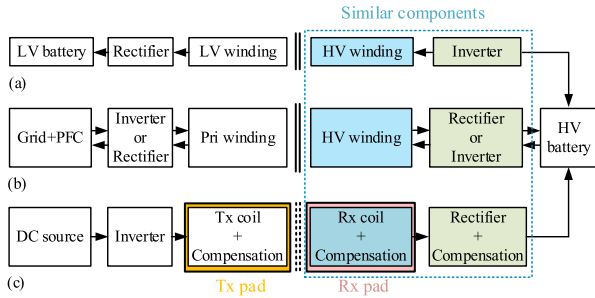 Similar components
LV battery
Rectifier
LV winding
HV winding
Inverter
(a)
Grid+PFC
Inverter
or
Rectifier
Pri winding
HV winding
Rectifier
or
Inverter
HV
battery
(b)
DC source
Inverter
Tx coil
+
Compensation
Rx coil
+
Compensation
Rectifier
+
Compensation
(c)
Tx pad
Rx pad